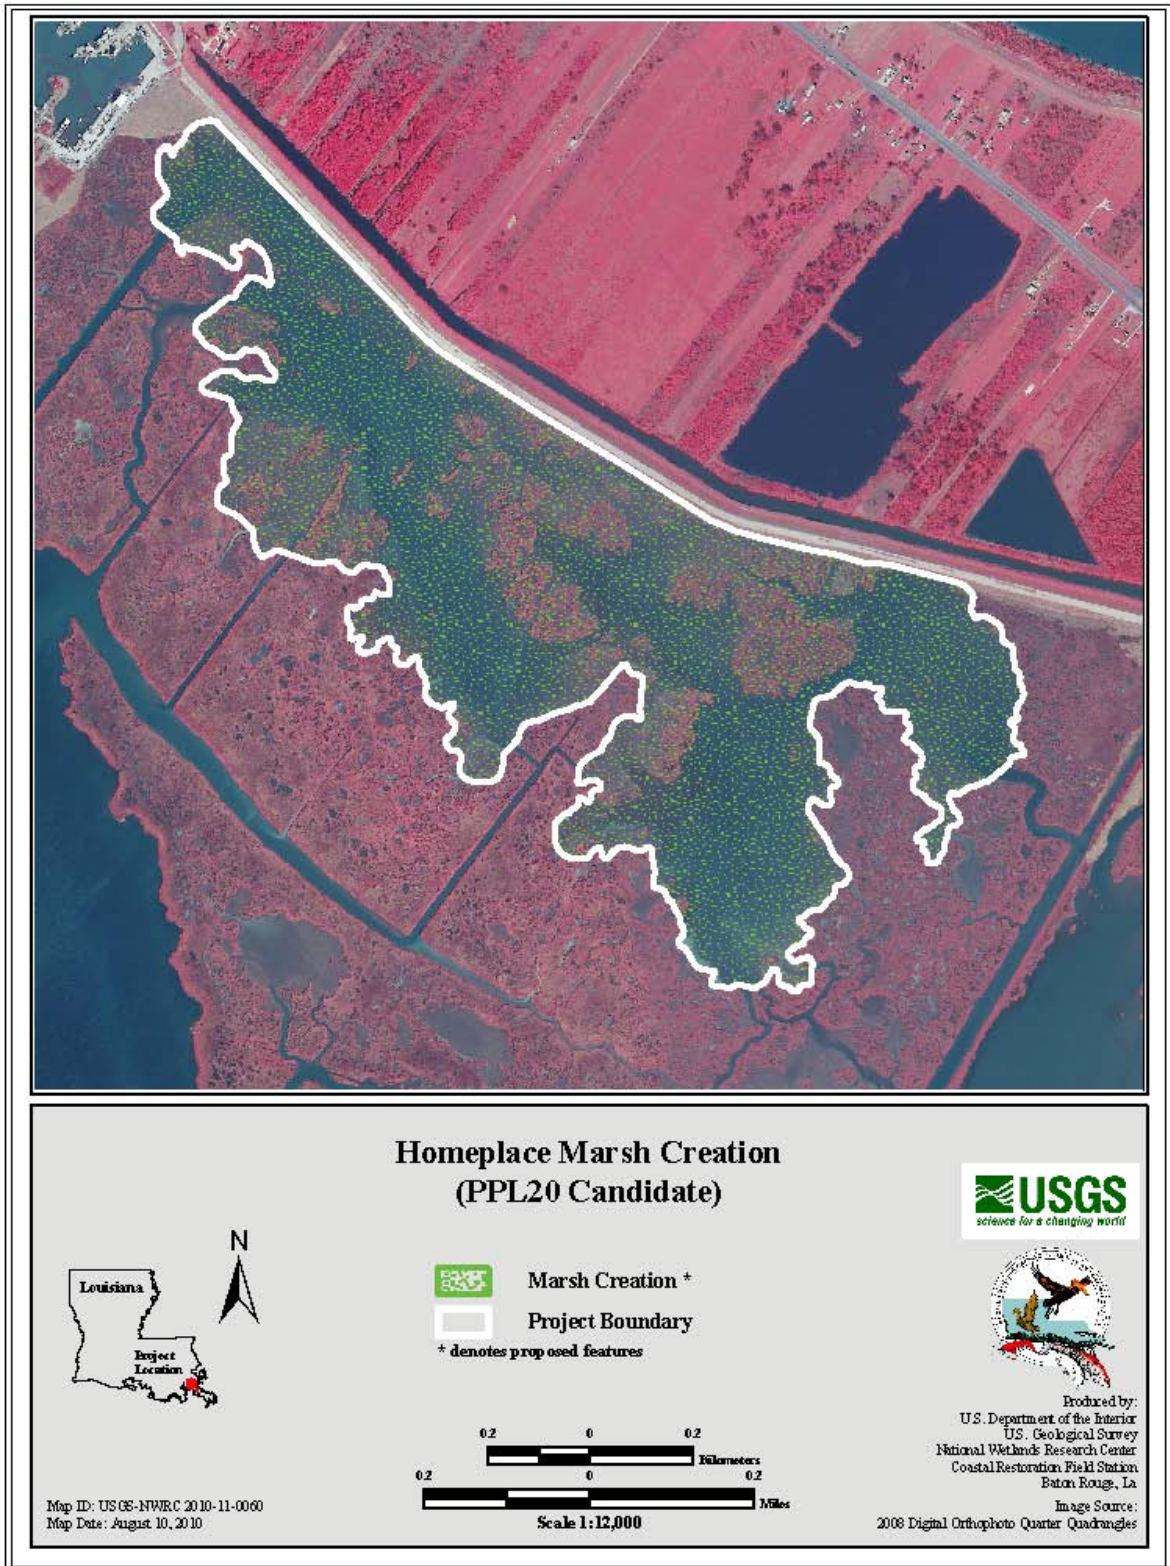 Homeplace Marsh Creation
(PPL20 Candidate)
USGS
science for a changing world
N
Louisiana
Project
Location
Marsh Creation *
Project Boundary
* denotes proposed features
Produced by:
U.S. Department of the Interior
U.S. Geological Survey
National Wetlands Research Center
Coastal Restoration Field Station
Baton Rouge, La
0.2 0 0.2
Kilometers
0.2 0 0.2
Miles
Scale 1:12,000
Map ID: USGS-NWRC 2010-11-0060
Map Date: August 10, 2010
Image Source:
2008 Digital Orthophoto Quarter Quadrangles